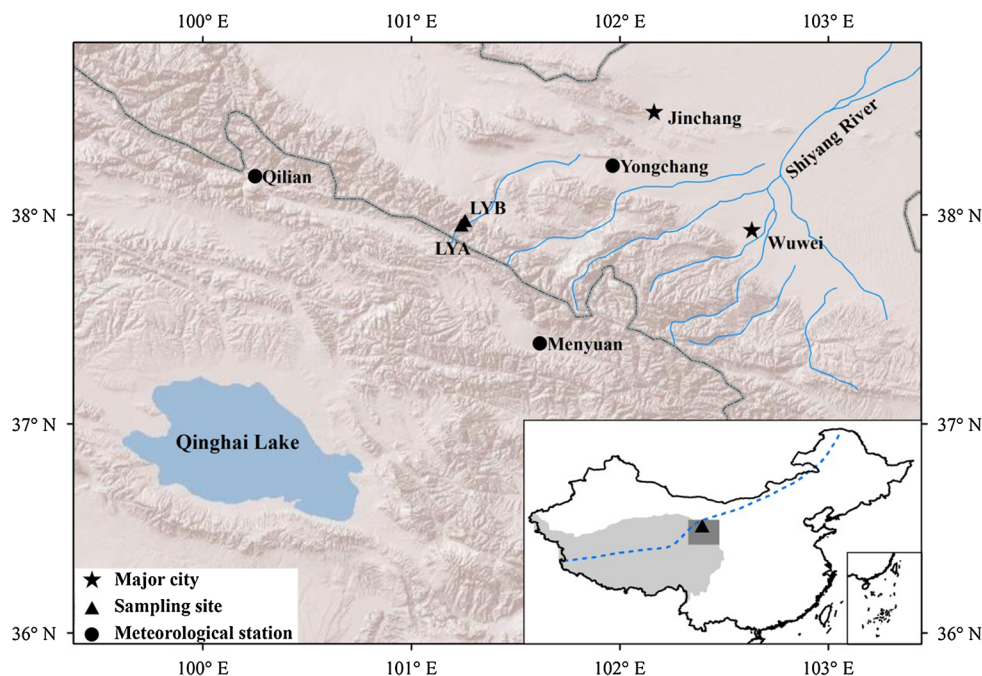 100° E 101° E 102° E 103° E
Jinchang
Shiyang River
Yongchang
Qilian
LYB
38° N 38° N
LYA
Wuwei
Menyuan
37° N 37° N
Qinghai Lake
Major city
Sampling site
Meteorological station
36° N 36° N
100° E 101° E 102° E 103° E